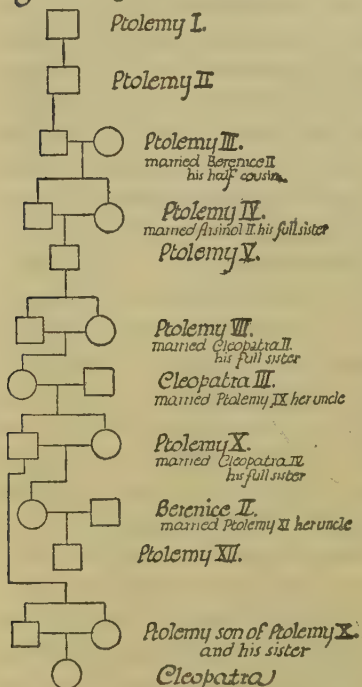 Ptolemy I.
Ptolemy II
Ptolemy III.
married Berenice II
his half cousin
Ptolemy IV.
married Arsinol II. his full sister
Ptolemy V.
Ptolemy VII.
married Cleopatra II.
his full sister
Cleopatra III.
married Ptolemy IX her uncle
Ptolemy X.
married Cleopatra IV
his full sister
Berenice II.
married Ptolemy XI her uncle
Ptolemy XII.
Ptolemy son of Ptolemy X.
and his sister
Cleopatra